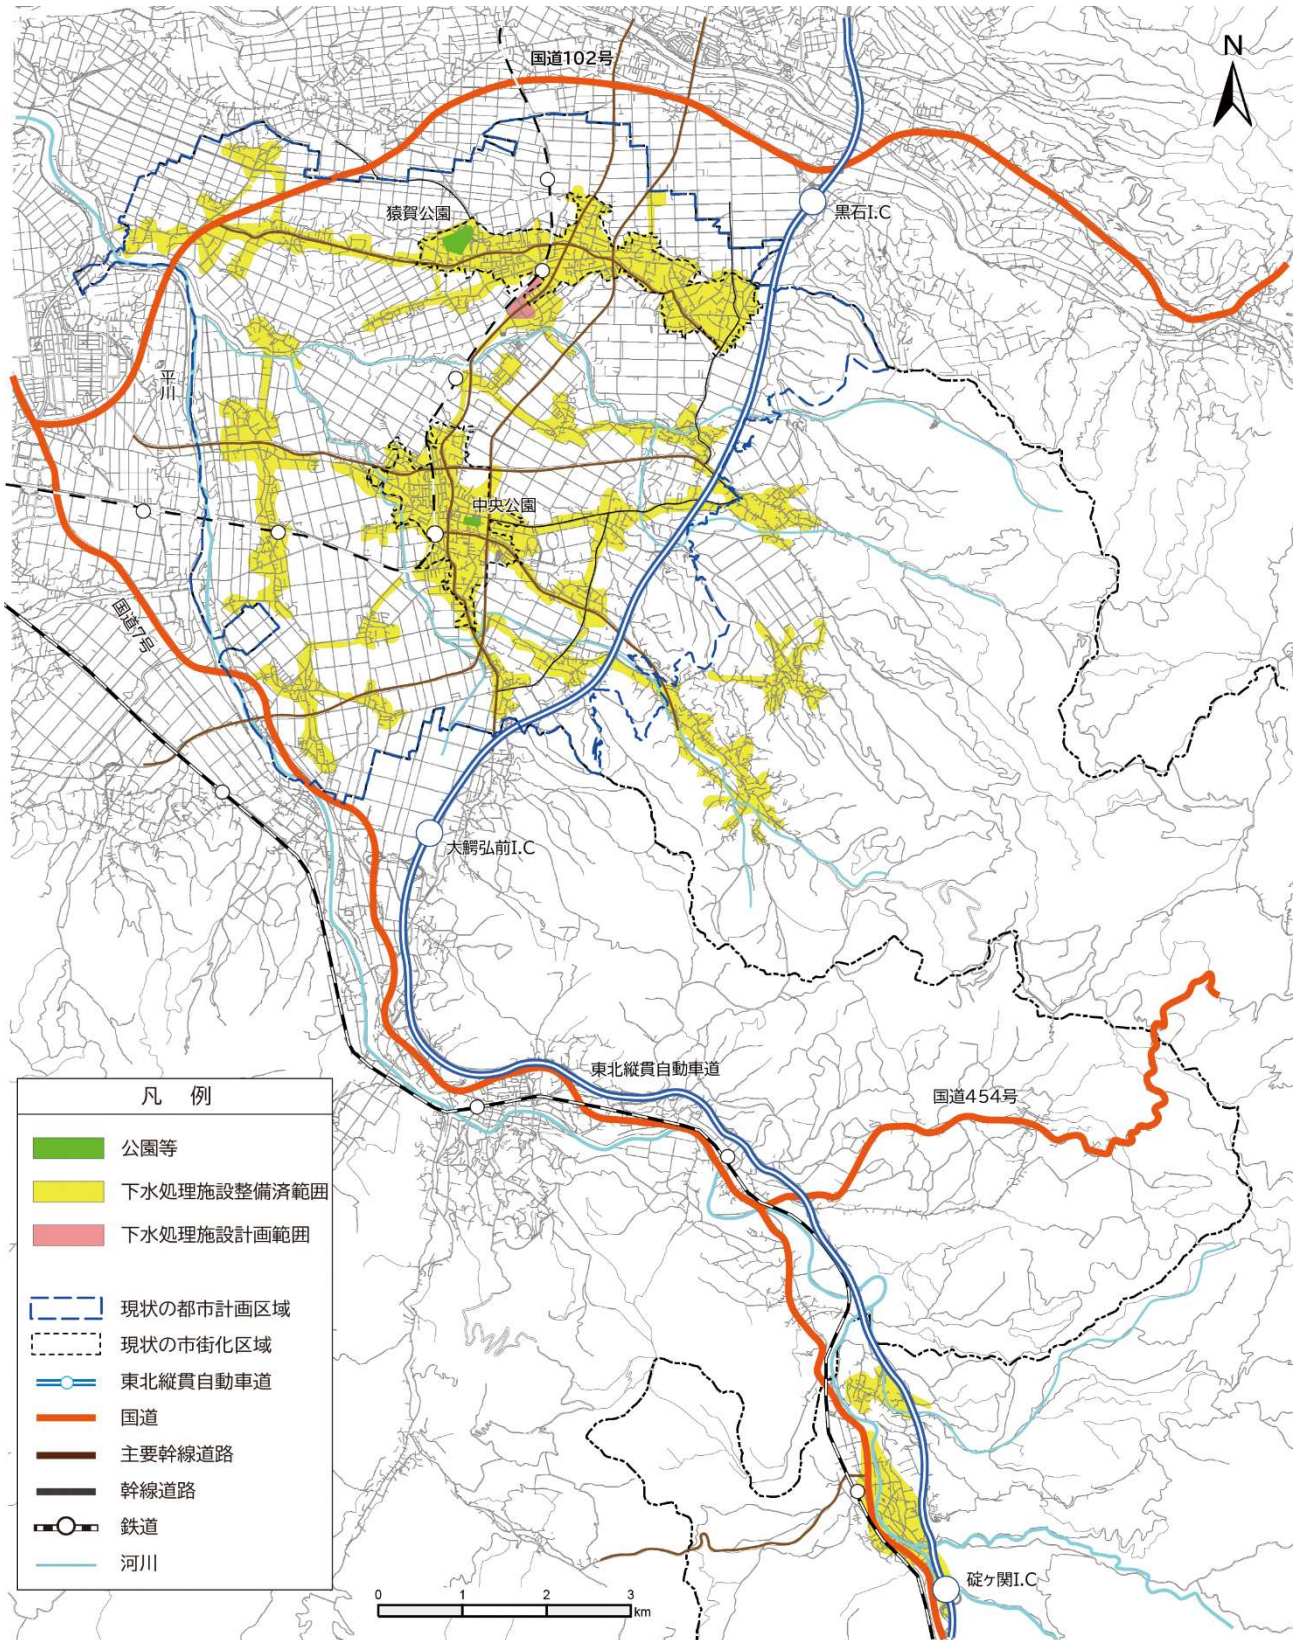 国道102号
N
猿賀公園
黒石I.C
平川
中央公園
国道7号
大鰐弘前I.C
東北縦貫自動車道
国道454号
凡 例
公園等
下水処理施設整備済範囲
下水処理施設計画範囲
現状の都市計画区域
現状の市街化区域
東北縦貫自動車道
国道
主要幹線道路
幹線道路
鉄道
河川
碇ヶ関I.C
0 1 2 3
km